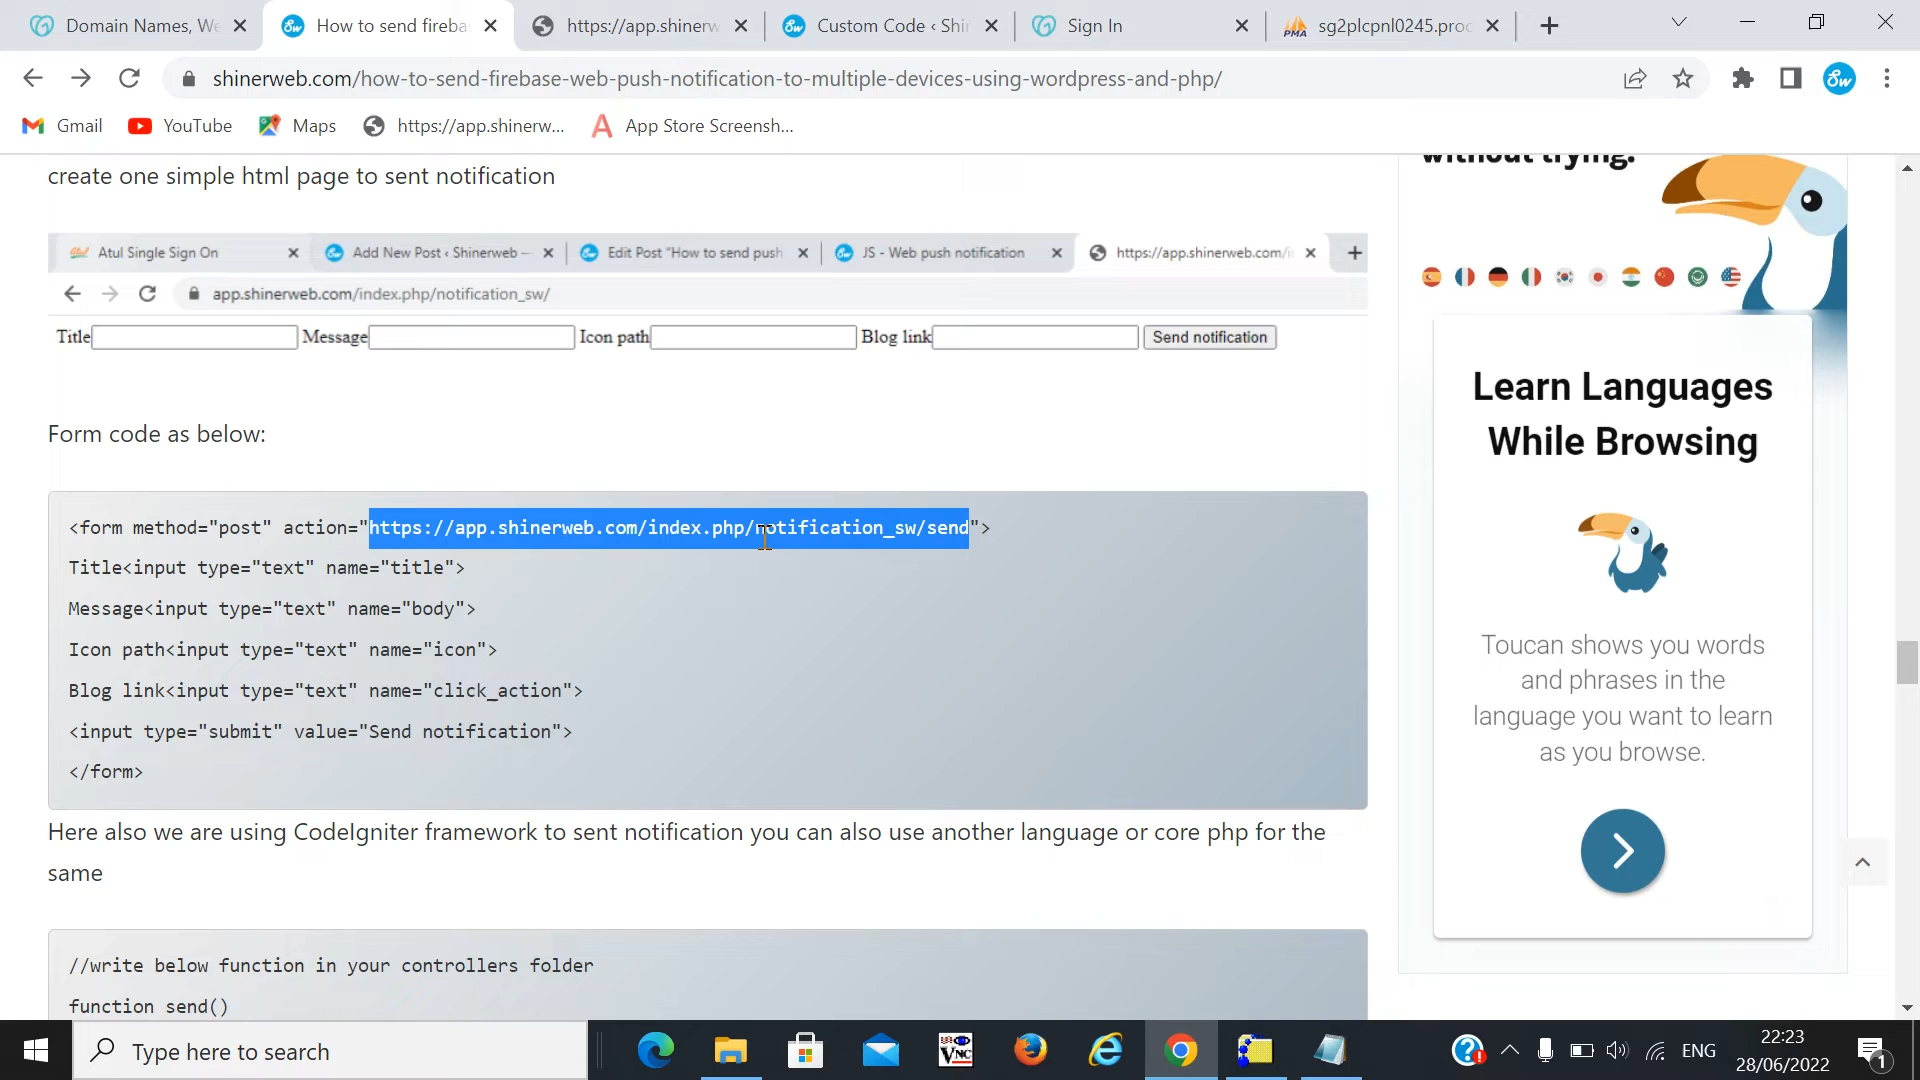 Domain Names, We
How to send fireba
https://app.shinerw
Custom Code ‹ Shi
Sign In
sg2plcpnl0245.prod
shinerweb.com/how-to-send-firebase-web-push-notification-to-multiple-devices-using-wordpress-and-php/
Gmail
YouTube
Maps
https://app.shinerw...
App Store Screensh...
create one simple html page to sent notification
without trying.
Atul Single Sign On
Add New Post ‹ Shinerweb —
Edit Post "How to send push
JS - Web push notification
https://app.shinerweb.com/i
app.shinerweb.com/index.php/notification_sw/
Title
Message
Icon path
Blog link
Send notification
Form code as below:
<form method="post" action="https://app.shinerweb.com/index.php/notification_sw/send">
Title<input type="text" name="title">
Message<input type="text" name="body">
Icon path<input type="text" name="icon">
Blog link<input type="text" name="click_action">
<input type="submit" value="Send notification">
</form>
Here also we are using CodeIgniter framework to sent notification you can also use another language or core php for the
same
//write below function in your controllers folder
function send()
Learn Languages
While Browsing
Toucan shows you words
and phrases in the
language you want to learn
as you browse.
Type here to search
ENG
22:23
28/06/2022
1